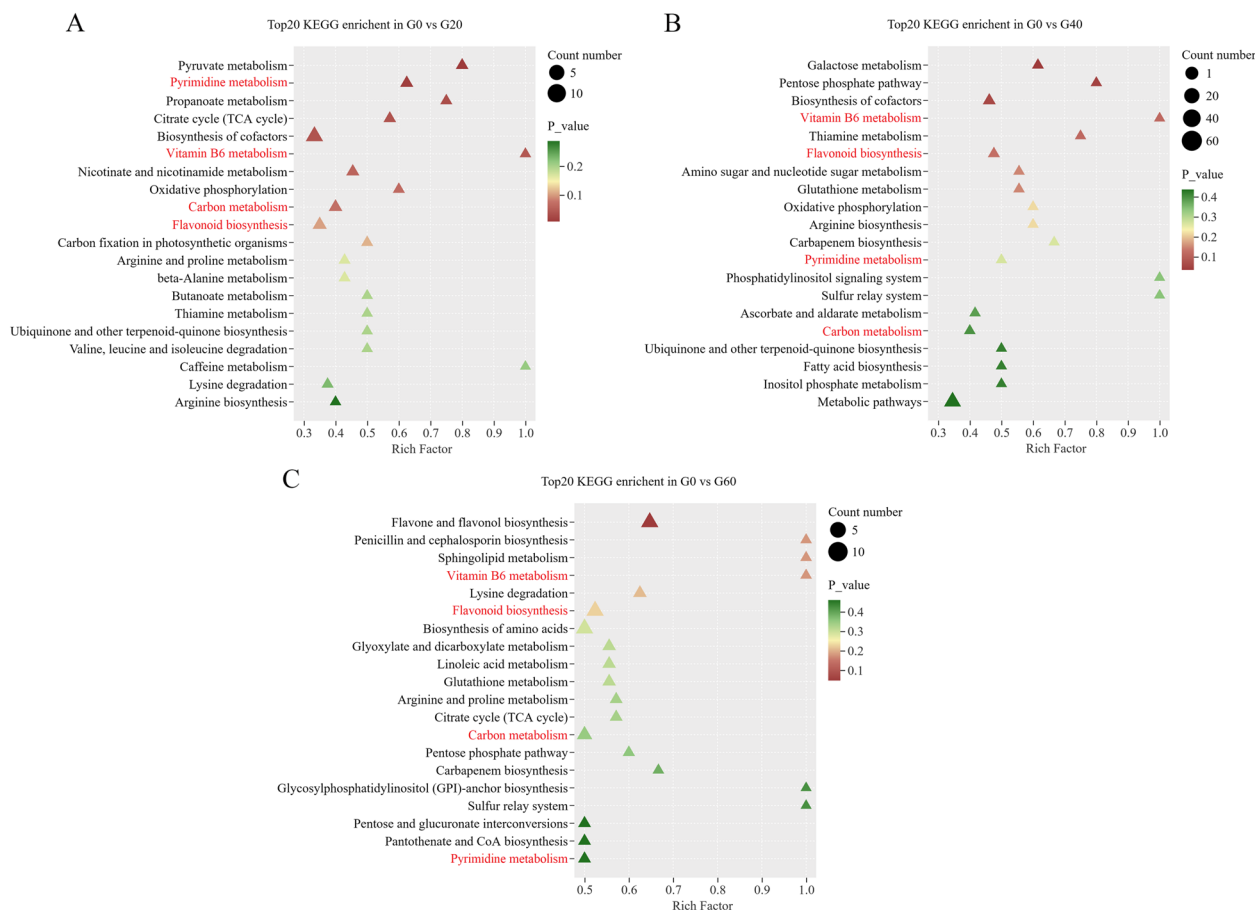 A
Top20 KEGG enrichent in G0 vs G20
Pyruvate metabolism
Pyrimidine metabolism
Propanoate metabolism
Citrate cycle (TCA cycle)
Biosynthesis of cofactors
Vitamin B6 metabolism
Nicotinate and nicotinamide metabolism
Oxidative phosphorylation
Carbon metabolism
Flavonoid biosynthesis
Carbon fixation in photosynthetic organisms
Arginine and proline metabolism
beta-Alanine metabolism
Butanoate metabolism
Thiamine metabolism
Ubiquinone and other terpenoid-quinone biosynthesis
Valine, leucine and isoleucine degradation
Caffeine metabolism
Lysine degradation
Arginine biosynthesis
0.3 0.4 0.5 0.6 0.7 0.8 0.9 1.0
Rich Factor
Count number
5
10
P_value
0.2
0.1
B
Top20 KEGG enrichent in G0 vs G40
Galactose metabolism
Pentose phosphate pathway
Biosynthesis of cofactors
Vitamin B6 metabolism
Thiamine metabolism
Flavonoid biosynthesis
Amino sugar and nucleotide sugar metabolism
Glutathione metabolism
Oxidative phosphorylation
Arginine biosynthesis
Carbapenem biosynthesis
Pyrimidine metabolism
Phosphatidylinositol signaling system
Sulfur relay system
Ascorbate and aldarate metabolism
Carbon metabolism
Ubiquinone and other terpenoid-quinone biosynthesis
Fatty acid biosynthesis
Inositol phosphate metabolism
Metabolic pathways
0.3 0.4 0.5 0.6 0.7 0.8 0.9 1.0
Rich Factor
Count number
1
20
40
60
P_value
0.4
0.3
0.2
0.1
C
Top20 KEGG enrichent in G0 vs G60
Flavone and flavonol biosynthesis
Penicillin and cephalosporin biosynthesis
Sphingolipid metabolism
Vitamin B6 metabolism
Lysine degradation
Flavonoid biosynthesis
Biosynthesis of amino acids
Glyoxylate and dicarboxylate metabolism
Linoleic acid metabolism
Glutathione metabolism
Arginine and proline metabolism
Citrate cycle (TCA cycle)
Carbon metabolism
Pentose phosphate pathway
Carbapenem biosynthesis
Glycosylphosphatidylinositol (GPI)-anchor biosynthesis
Sulfur relay system
Pentose and glucuronate interconversions
Pantothenate and CoA biosynthesis
Pyrimidine metabolism
0.5 0.6 0.7 0.8 0.9 1.0
Rich Factor
Count number
5
10
P_value
0.4
0.3
0.2
0.1